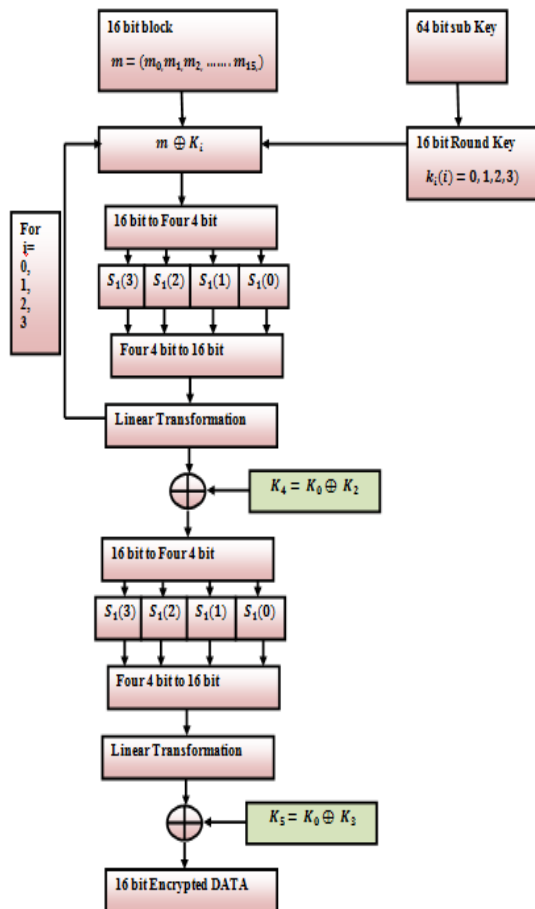 16 bit block
m = (m₀,m₁,m₂, ....... m₁₅,)
64 bit sub Key
m ⊕ Kᵢ
16 bit Round Key
kᵢ(i) = 0, 1, 2, 3)
For
i=
0,
1,
2,
3
16 bit to Four 4 bit
S₁(3) S₁(2) S₁(1) S₁(0)
Four 4 bit to 16 bit
Linear Transformation
K₄ = K₀ ⊕ K₂
16 bit to Four 4 bit
S₁(3) S₁(2) S₁(1) S₁(0)
Four 4 bit to 16 bit
Linear Transformation
K₅ = K₀ ⊕ K₃
16 bit Encrypted DATA